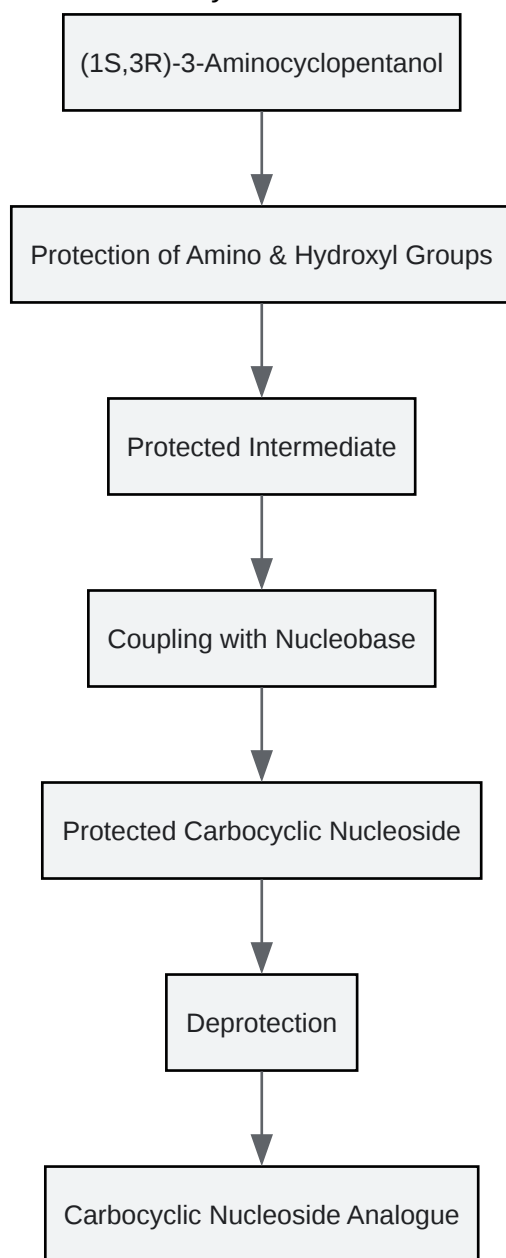 (1S,3R)-3-Aminocyclopentanol
Protection of Amino & Hydroxyl Groups
Protected Intermediate
Coupling with Nucleobase
Protected Carbocyclic Nucleoside
Deprotection
Carbocyclic Nucleoside Analogue